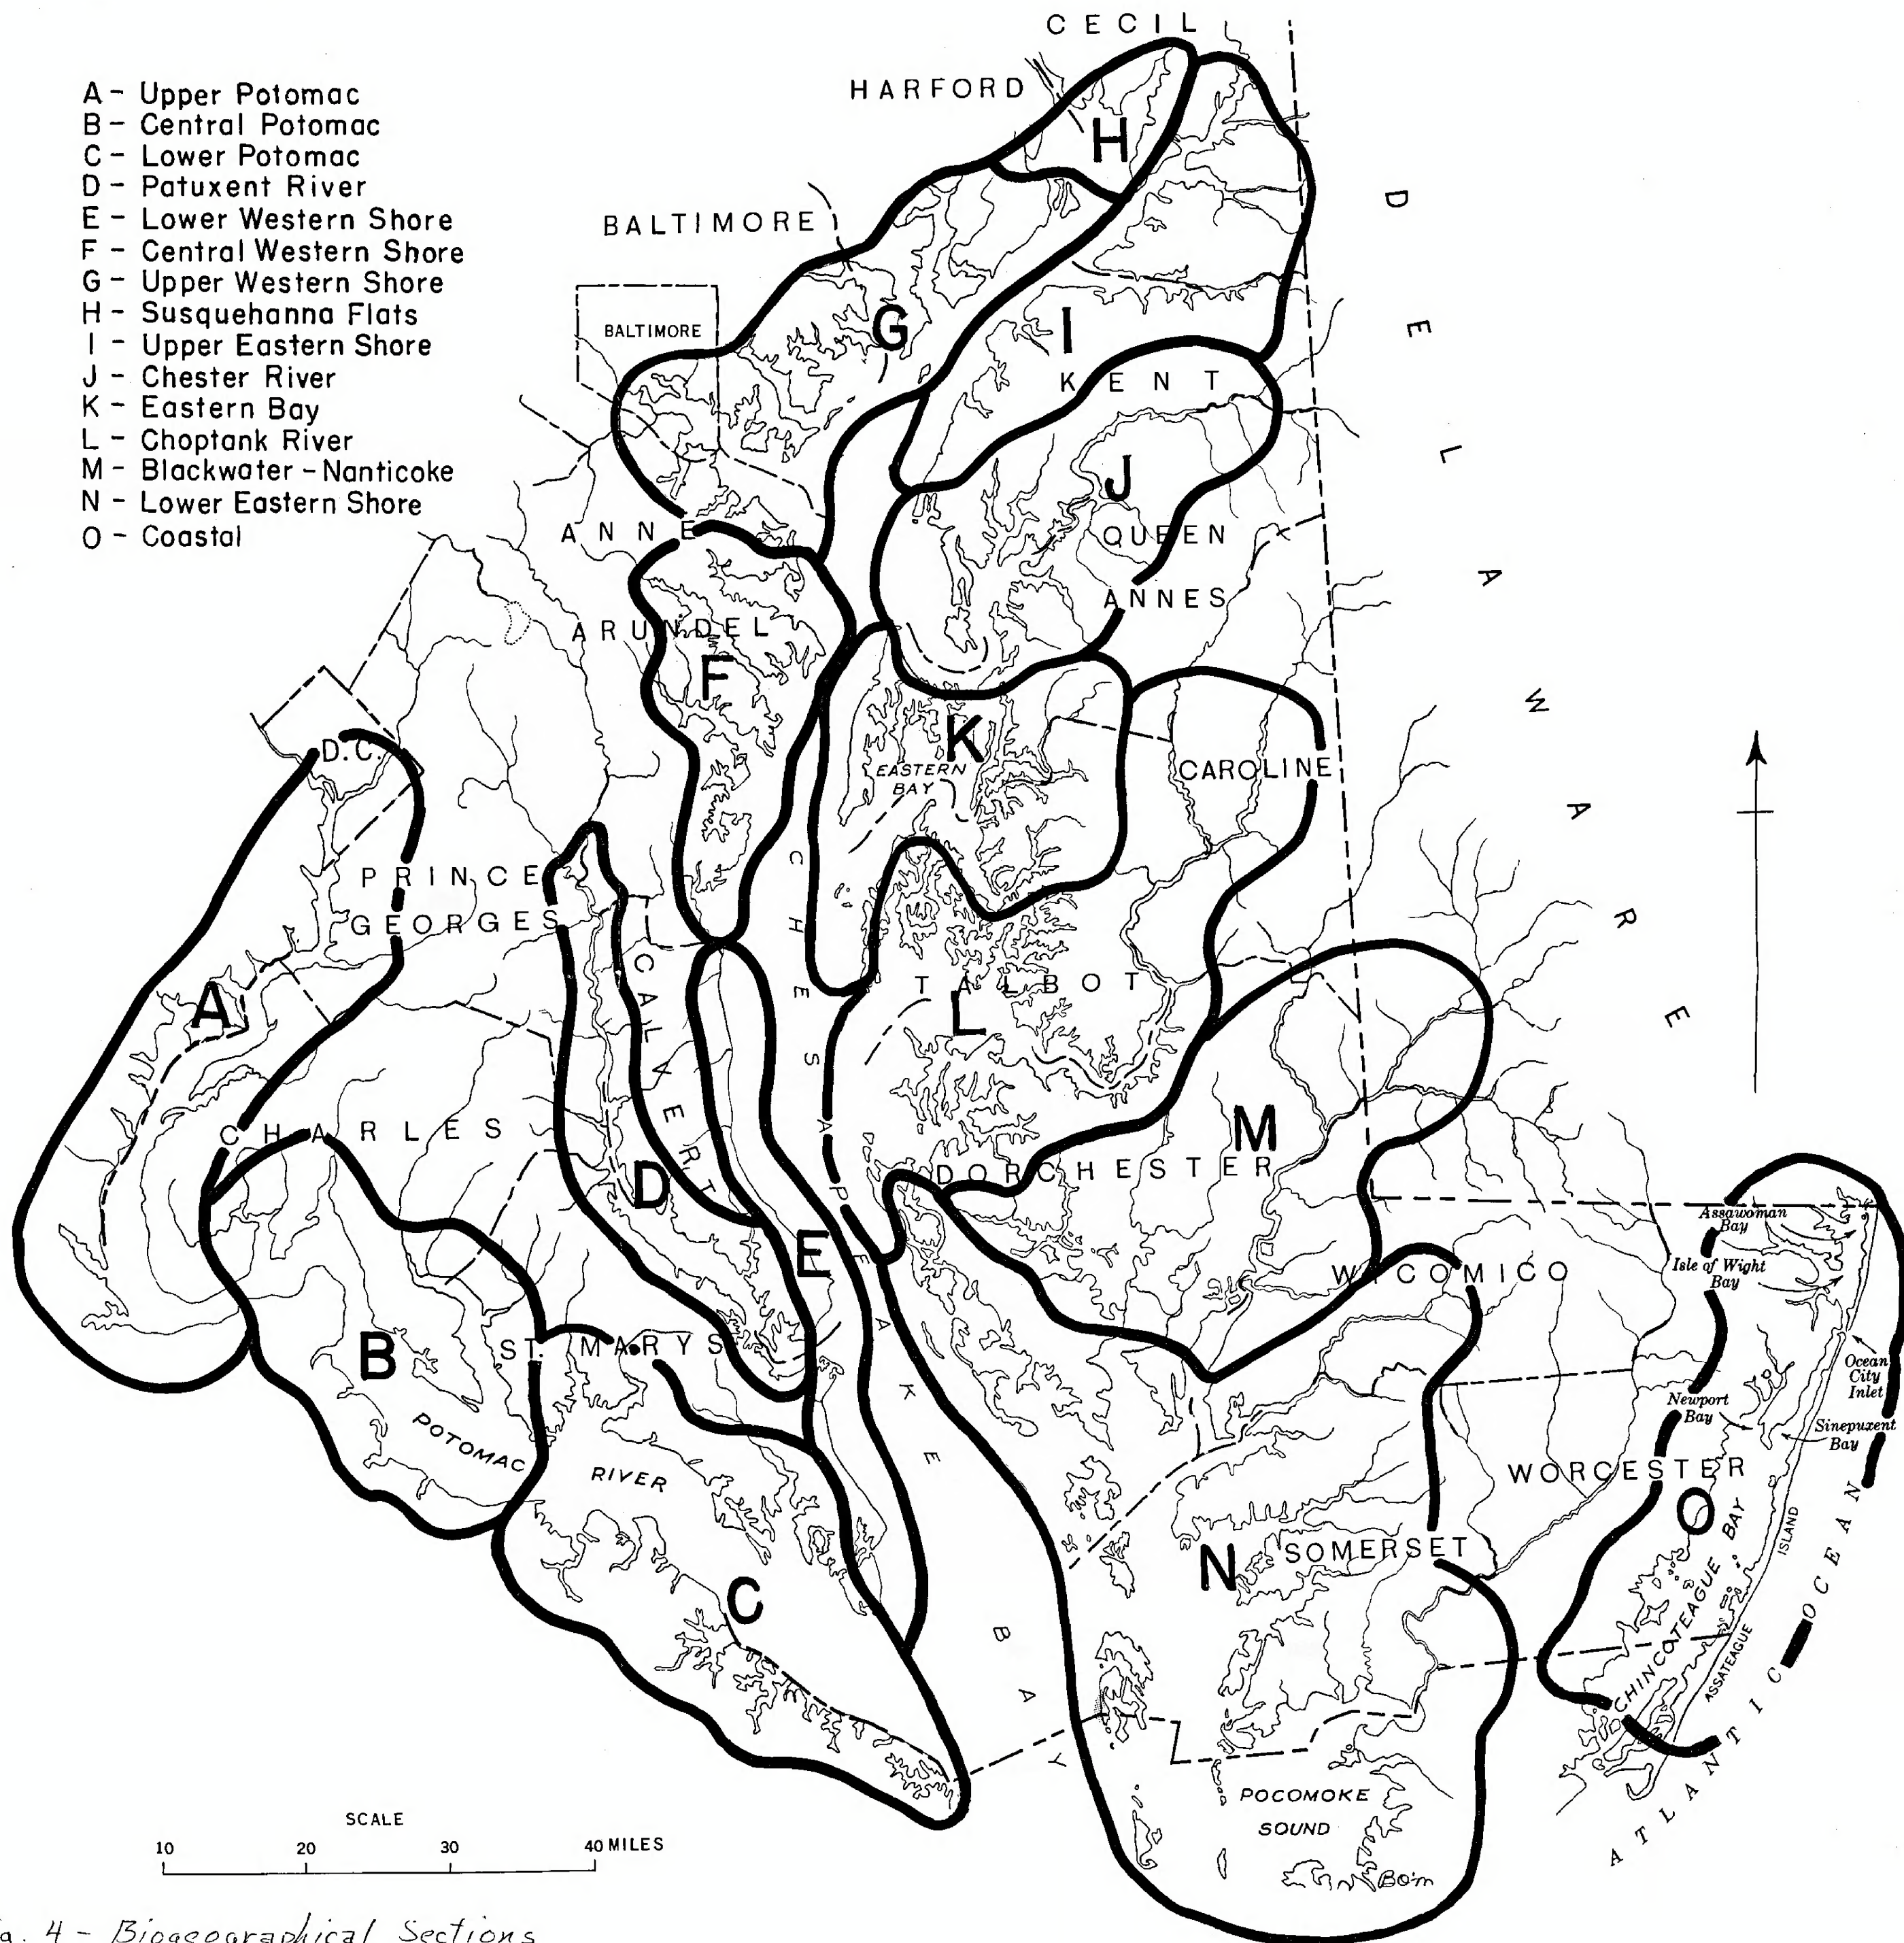 A - Upper Potomac
B - Central Potomac
C - Lower Potomac
D - Patuxent River
E - Lower Western Shore
F - Central Western Shore
G - Upper Western Shore
H - Susquehanna Flats
I - Upper Eastern Shore
J - Chester River
K - Eastern Bay
L - Choptank River
M - Blackwater - Nanticoke
N - Lower Eastern Shore
O - Coastal
CECIL
HARFORD
H
BALTIMORE
BALTIMORE
G
I
KENT
J
QUEEN
ANNES
ANNE
ARUNDEL
F
K
EASTERN
BAY
D.C.
CAROLINE
DELAWARE
PRINCE
GEORGES
A
CALVERT
CHESAPEAKE
BAY
TALBOT
L
CHARLES
D
M
DORCHESTER
E
WICOMICO
Assawoman
Bay
Isle of Wight
Bay
B
ST. MARYS
Ocean
City
Inlet
Newport
Bay
Sinepuxent
Bay
POTOMAC
RIVER
WORCESTER
O
N
SOMERSET
C
CHINCOTEAGUE BAY
ASSATEAGUE
ISLAND
ATLANTIC OCEAN
POCOMOKE
SOUND
SCALE
10 20 30 40 MILES
4 - Biogeographical Sections